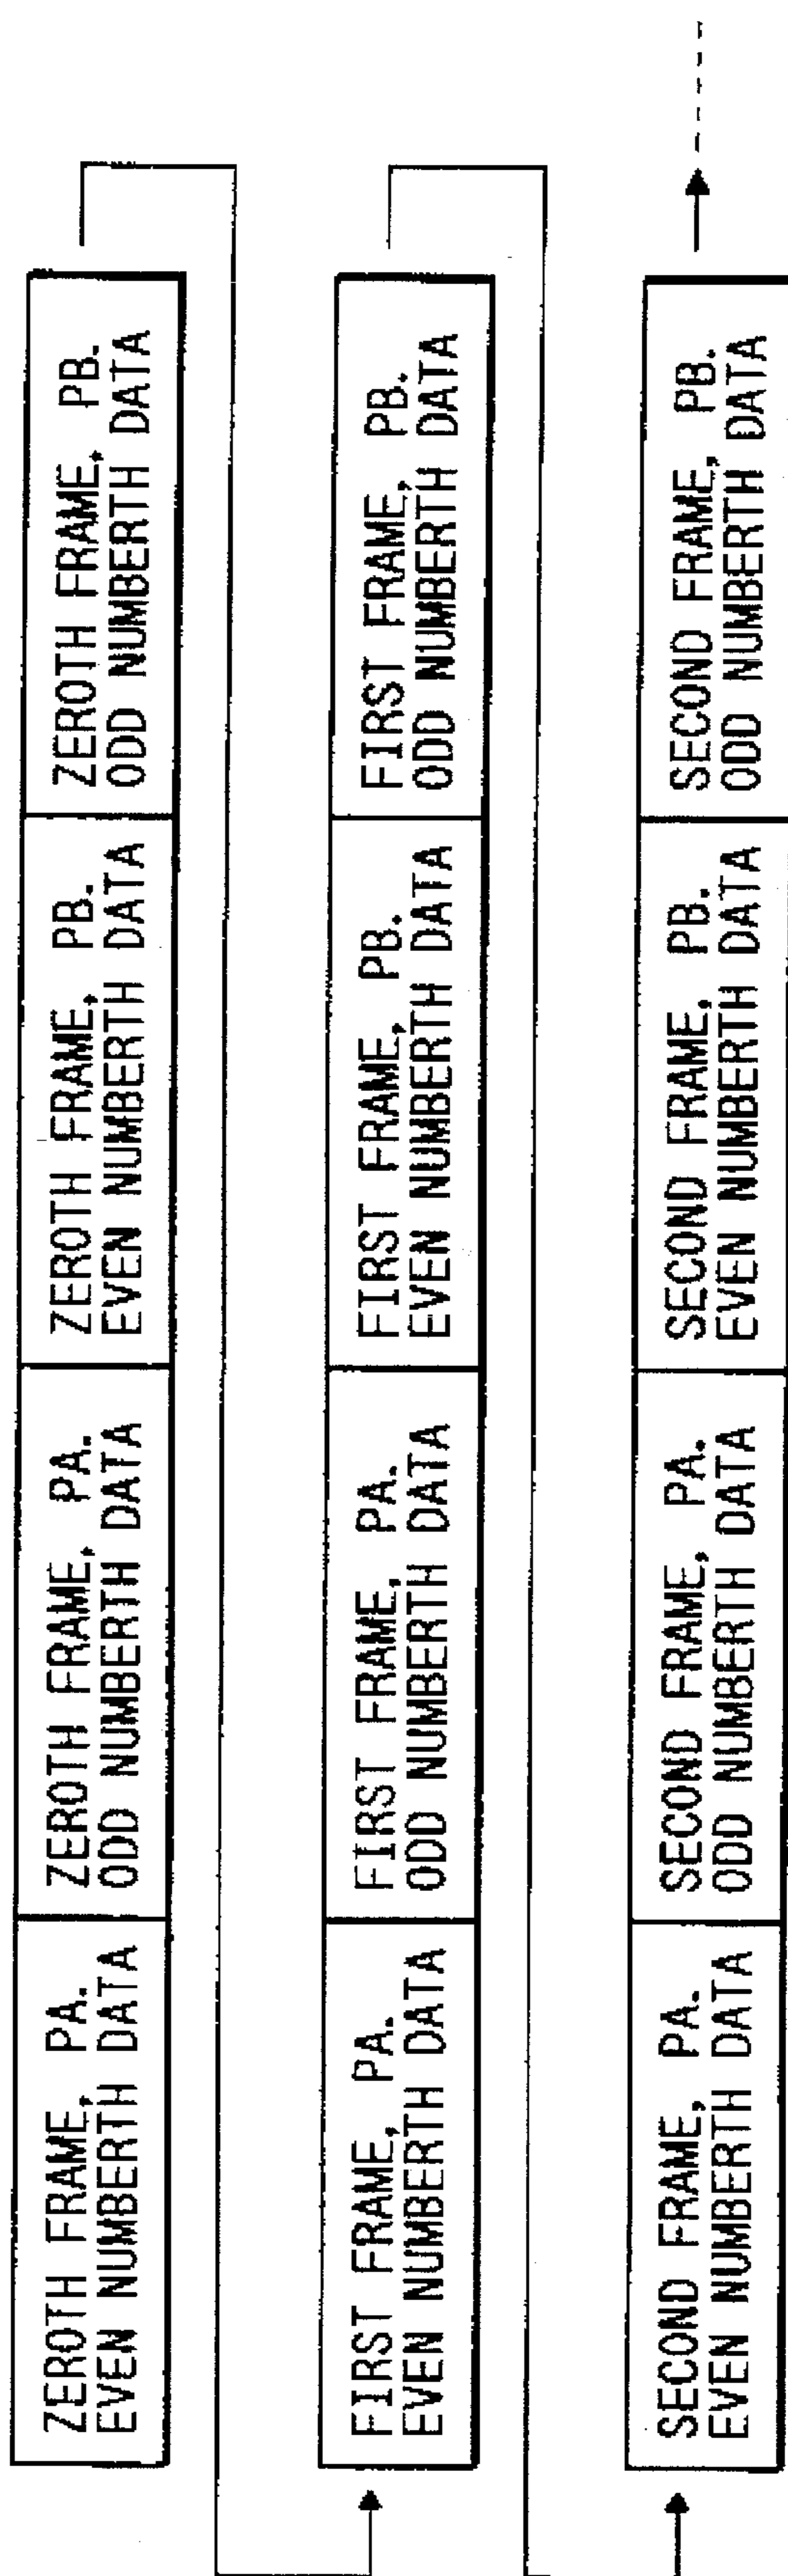 ZEROTH FRAME, PA.
EVEN NUMBERTH DATA
ZEROTH FRAME, PA.
ODD NUMBERTH DATA
ZEROTH FRAME, PB.
EVEN NUMBERTH DATA
ZEROTH FRAME, PB.
ODD NUMBERTH DATA
FIRST FRAME, PA.
EVEN NUMBERTH DATA
FIRST FRAME, PA.
ODD NUMBERTH DATA
FIRST FRAME, PB.
EVEN NUMBERTH DATA
FIRST FRAME, PB.
ODD NUMBERTH DATA
SECOND FRAME, PA.
EVEN NUMBERTH DATA
SECOND FRAME, PA.
ODD NUMBERTH DATA
SECOND FRAME, PB.
EVEN NUMBERTH DATA
SECOND FRAME, PB.
ODD NUMBERTH DATA